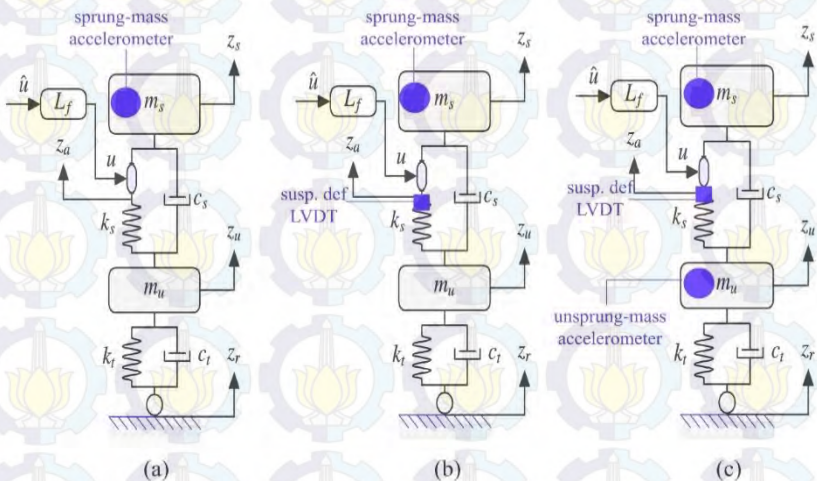 sprung-mass
accelerometer
z_s
û
L_f
m_s
z_a
u
k_s
c_s
z_u
m_u
k_t
c_t
z_r
(a)
sprung-mass
accelerometer
z_s
û
L_f
m_s
z_a
u
susp. def
LVDT
k_s
c_s
z_u
m_u
k_t
c_t
z_r
(b)
sprung-mass
accelerometer
z_s
û
L_f
m_s
z_a
u
susp. def
LVDT
k_s
c_s
z_u
m_u
unsprung-mass
accelerometer
k_t
c_t
z_r
(c)